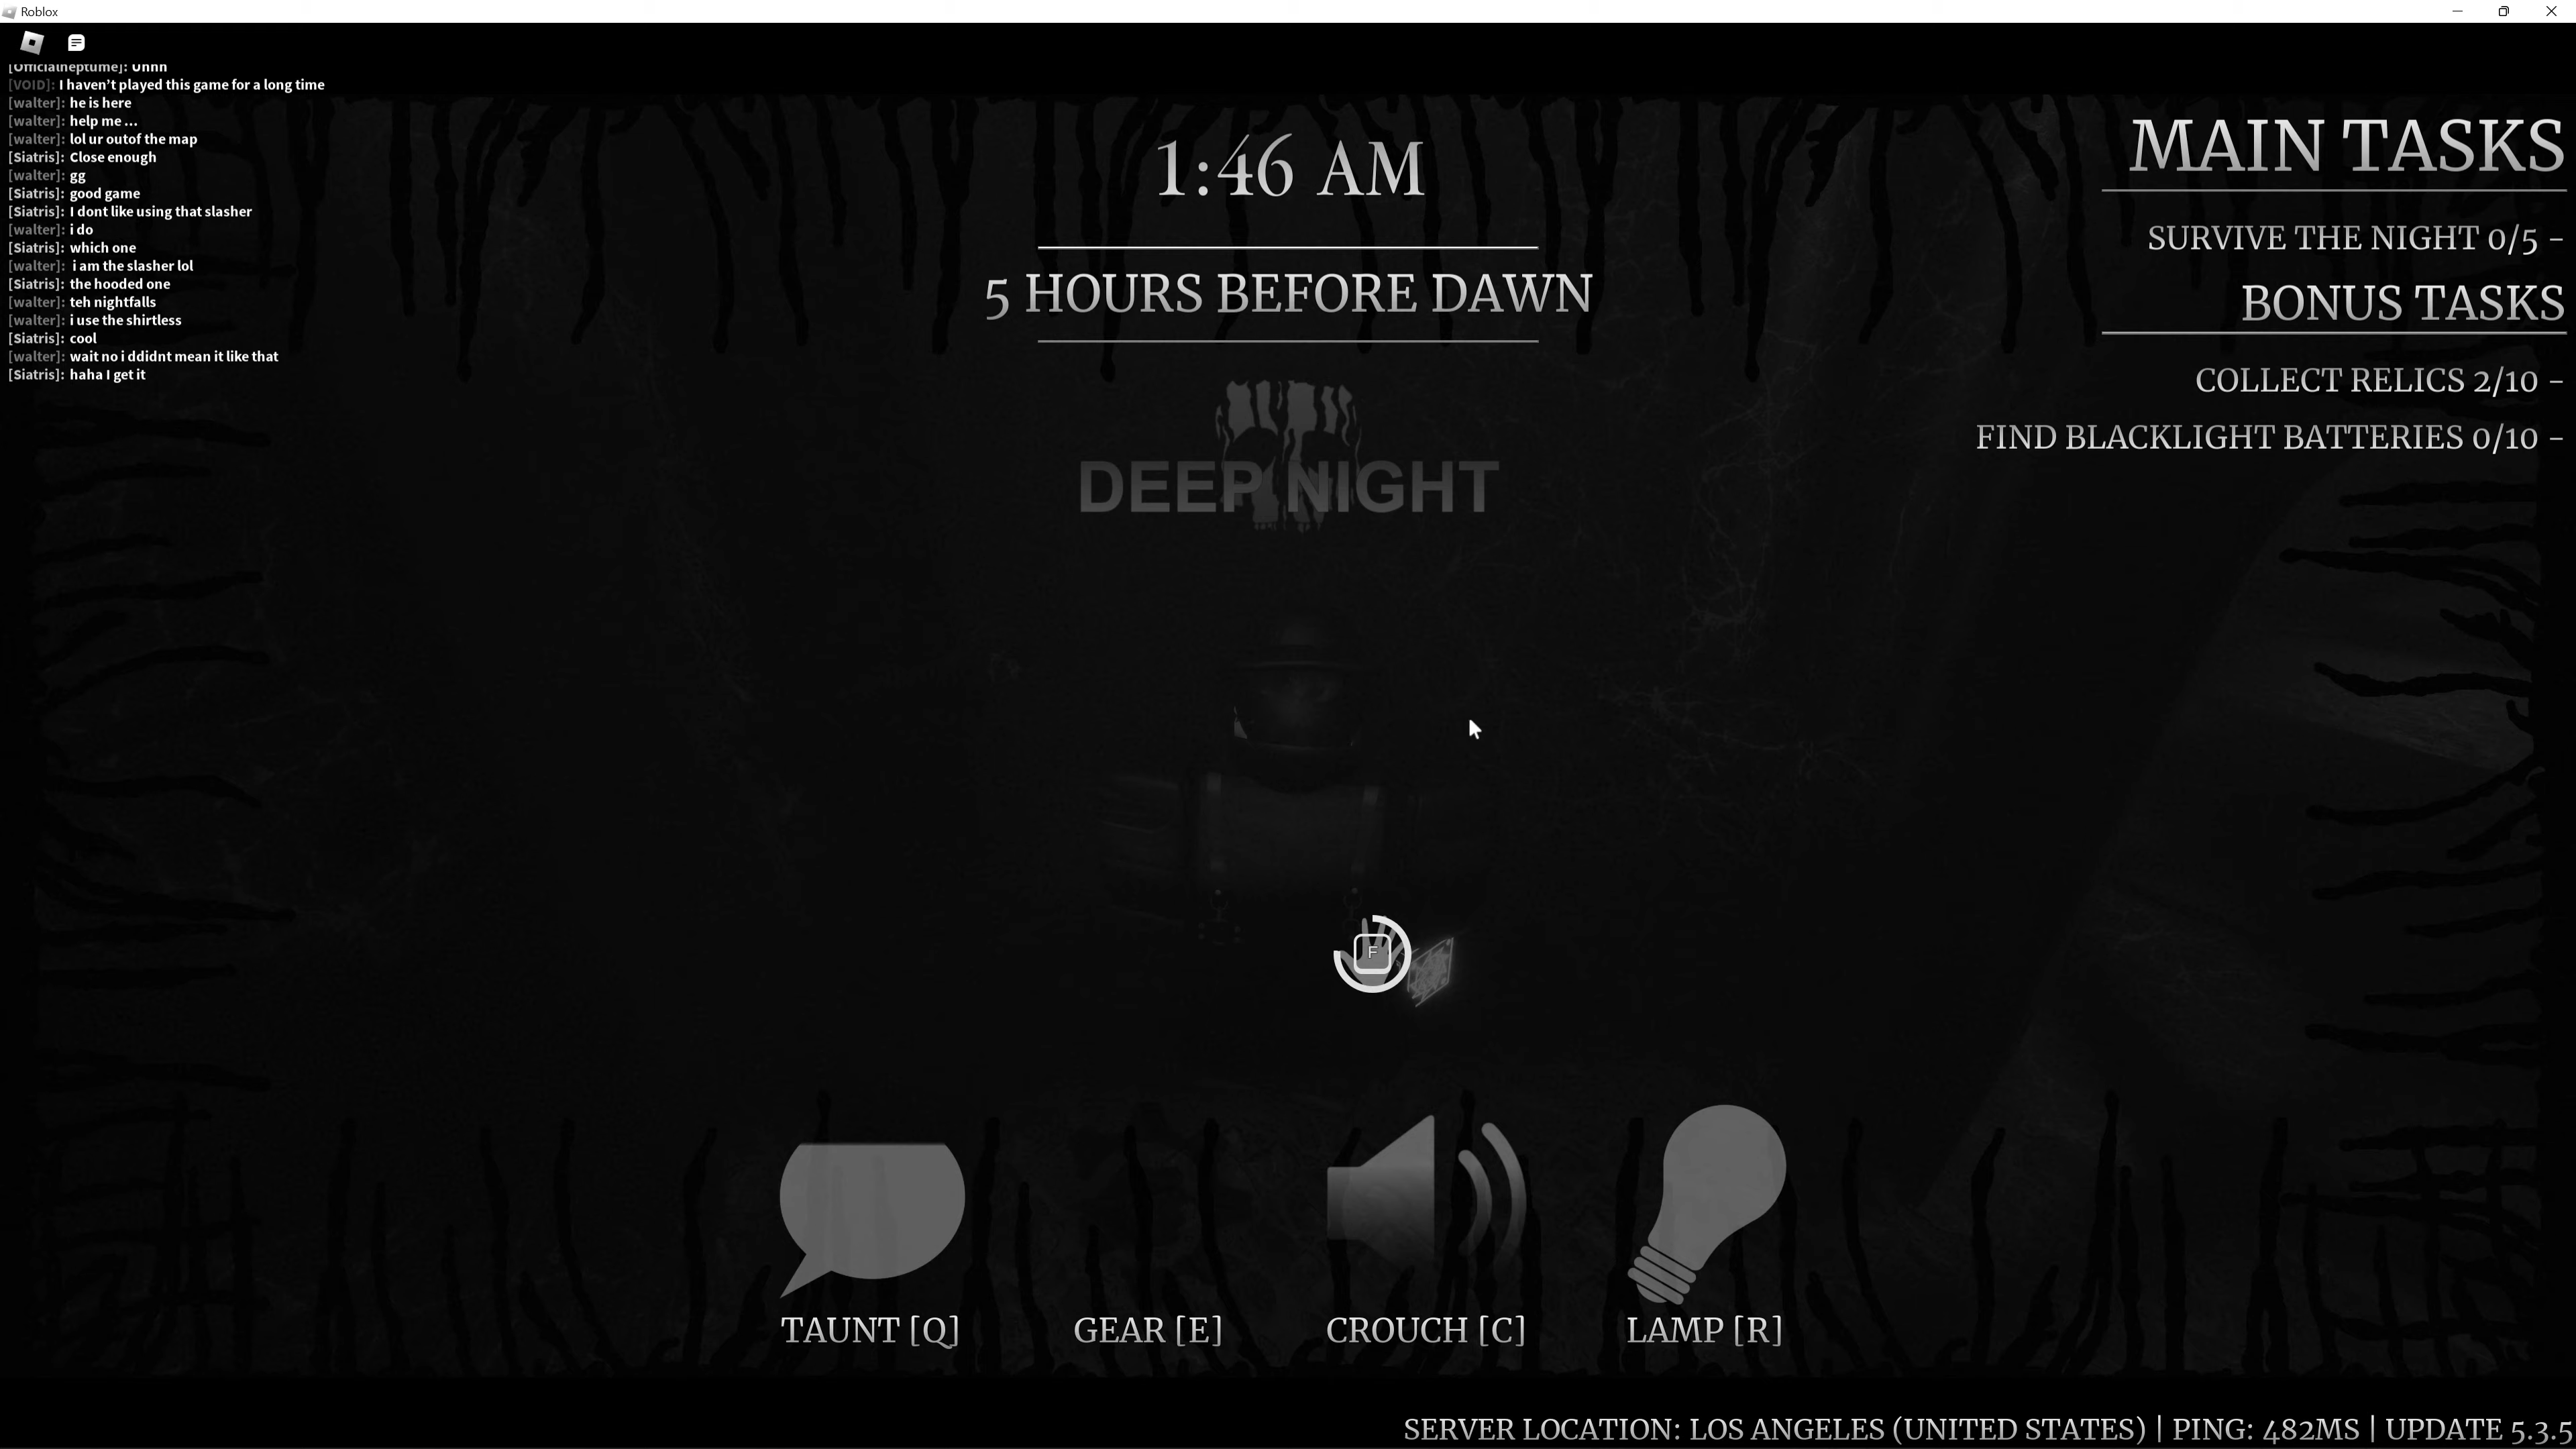 Roblox
[Officialneptume]: Uhhh
[VOID]: I haven’t played this game for a long time
[walter]: he is here
[walter]: help me ...
[walter]: lol ur outof the map
[Siatris]: Close enough
[walter]: gg
[Siatris]: good game
[Siatris]: I dont like using that slasher
[walter]: i do
[Siatris]: which one
[walter]: i am the slasher lol
[Siatris]: the hooded one
[walter]: teh nightfalls
[walter]: i use the shirtless
[Siatris]: cool
[walter]: wait no i ddidnt mean it like that
[Siatris]: haha I get it
1:46 AM
5 HOURS BEFORE DAWN
DEEP NIGHT
MAIN TASKS
SURVIVE THE NIGHT 0/5 -
BONUS TASKS
COLLECT RELICS 2/10 -
FIND BLACKLIGHT BATTERIES 0/10 -
F
TAUNT [Q]
GEAR [E]
CROUCH [C]
LAMP [R]
SERVER LOCATION: LOS ANGELES (UNITED STATES) | PING: 482MS | UPDATE 5.3.5